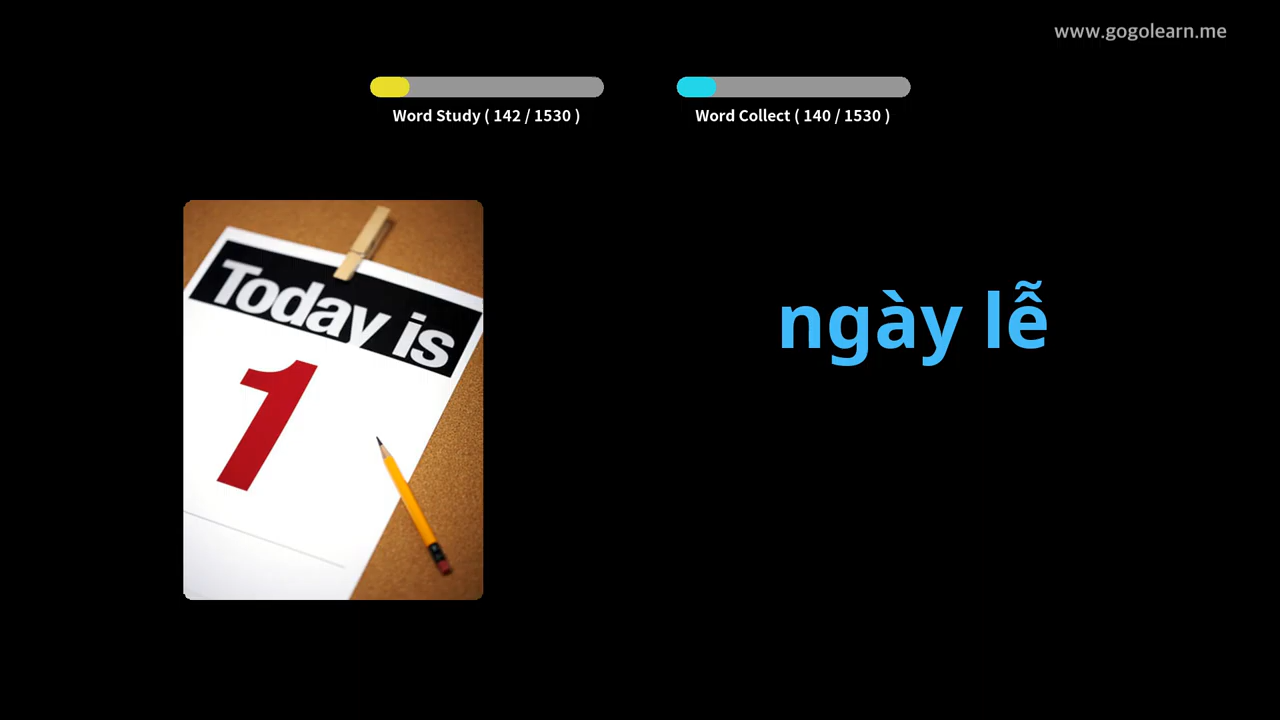 www.gogolearn.me
Word Study ( 142 / 1530 )
Word Collect ( 140 / 1530 )
Today is
1
ngày lễ